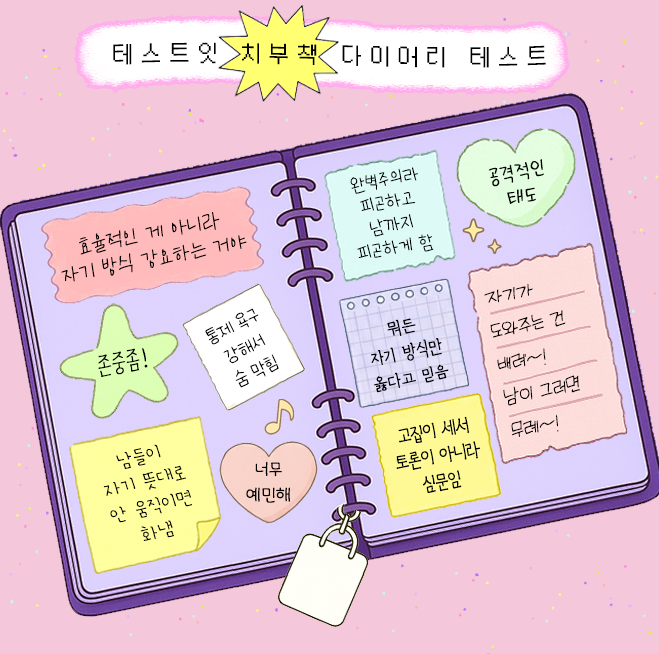 테스트잇 치부책 다이어리 테스트
효율적인 게 아니라
자기 방식 강요하는 거야
존중좀!
통제 욕구
강해서
숨 막힘
남들이
자기 뜻대로
안 움직이면
화냄
너무
예민해
완벽주의라
피곤하고
남까지
피곤하게 함
공격적인
태도
뭐든
자기 방식만
옳다고 믿음
자기가
도와주는 건
배려~!
남이 그러면
무례~!
고집이 세서
토론이 아니라
심문임